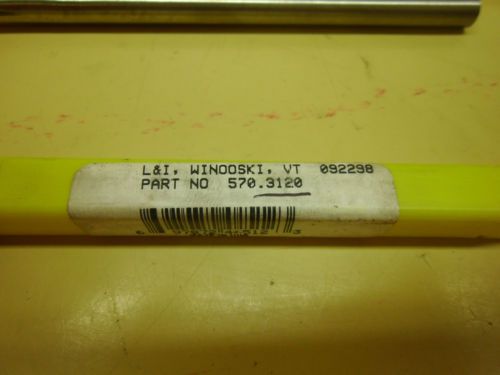 L&I, WINOOSKI, VT 092298
PART NO 570.3120